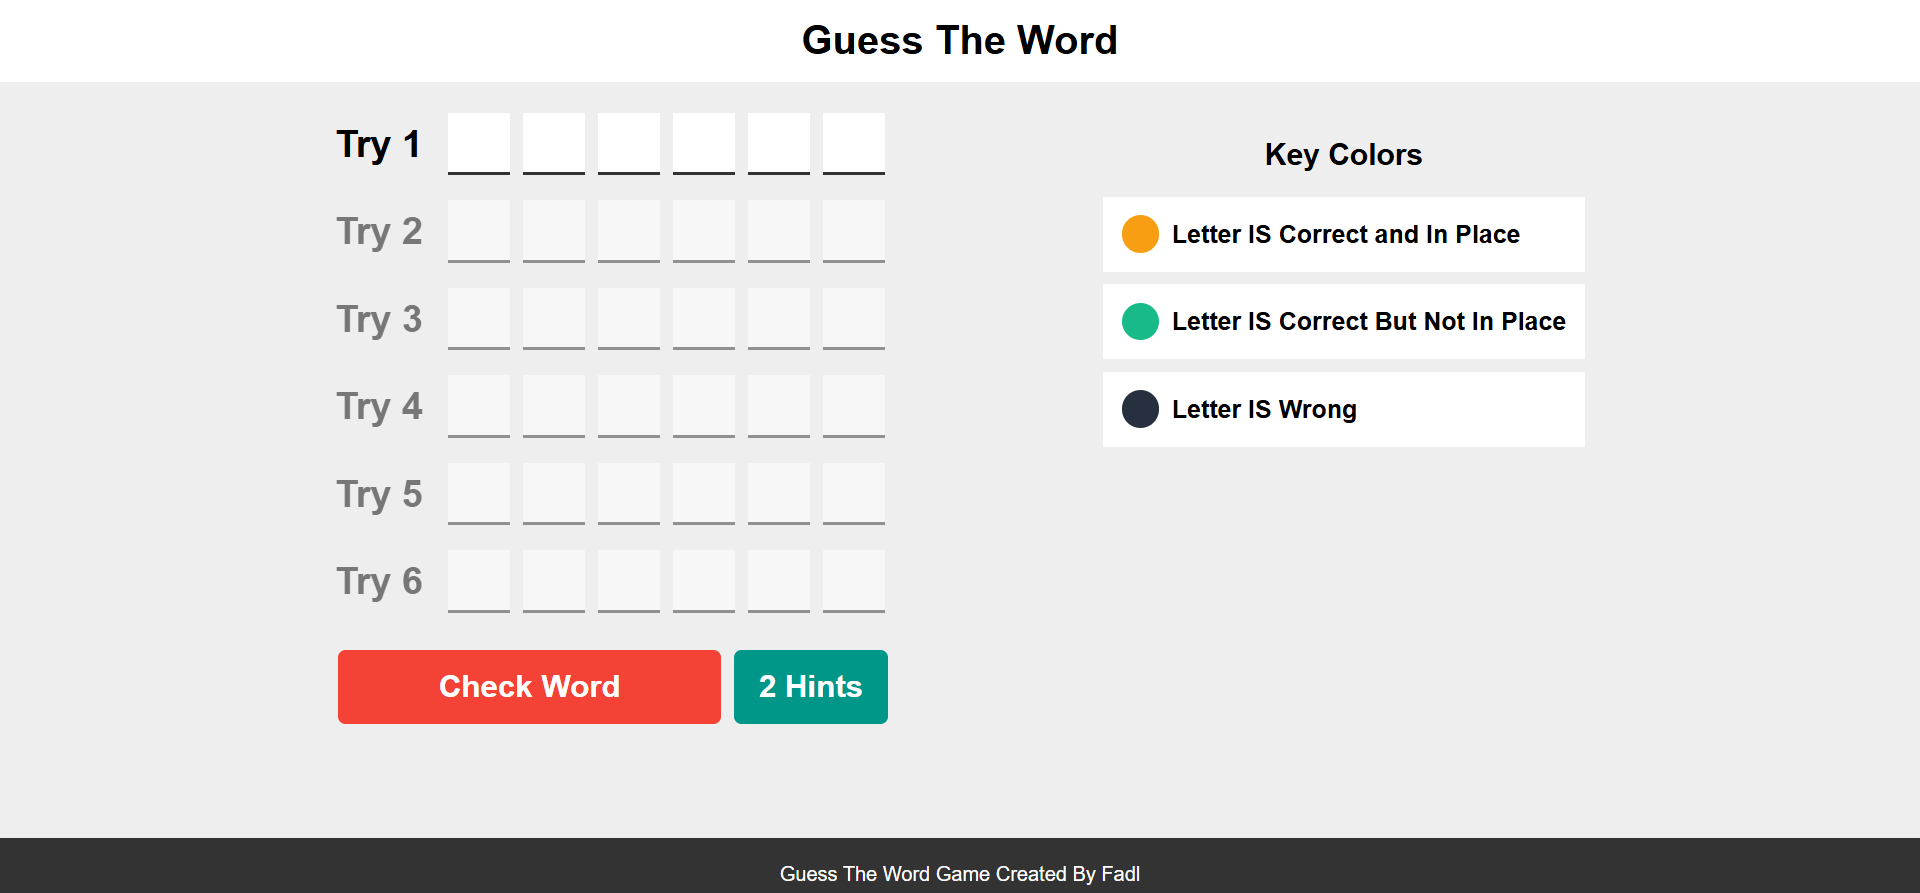 Guess The Word
Try 1
Try 2
Try 3
Try 4
Try 5
Try 6
Check Word
2 Hints
Key Colors
Letter IS Correct and In Place
Letter IS Correct But Not In Place
Letter IS Wrong
Guess The Word Game Created By Fadl